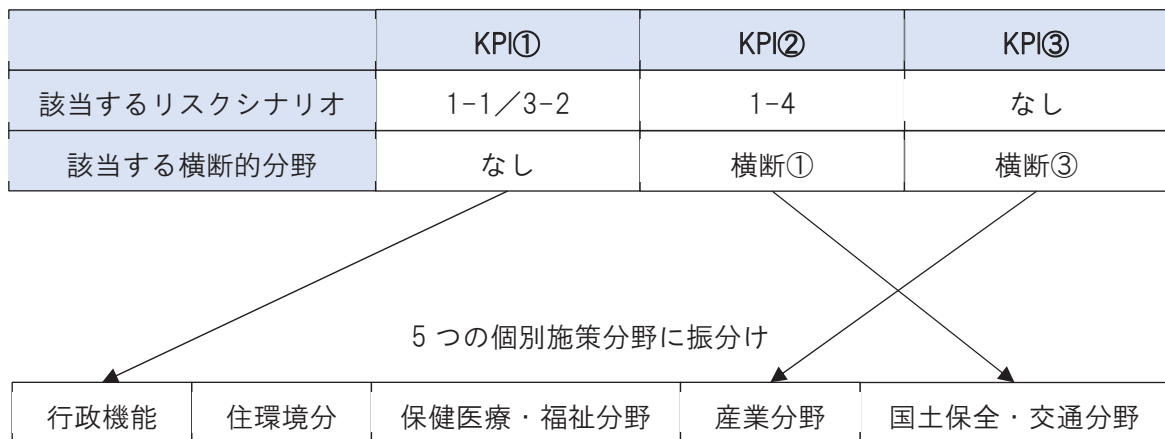 KPI① KPI② KPI③
該当するリスクシナリオ 1-1／3-2 1-4 なし
該当する横断的分野 なし 横断① 横断③
5 つの個別施策分野に振分け
行政機能 住環境分 保健医療・福祉分野 産業分野 国土保全・交通分野